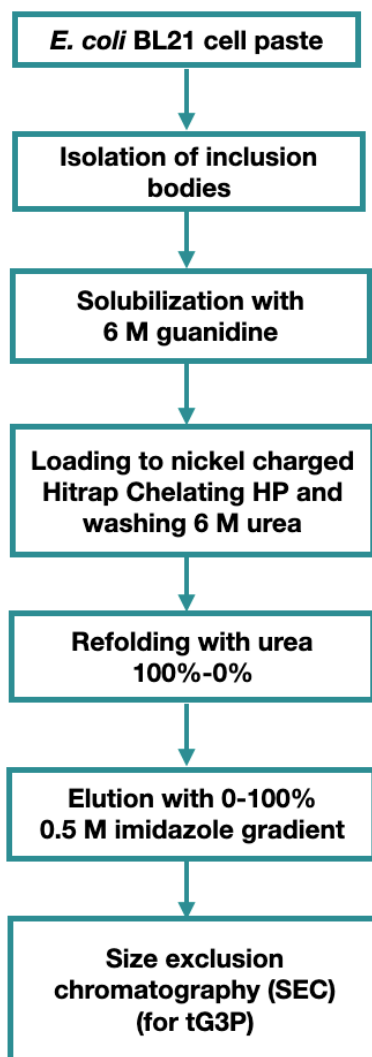 E. coli BL21 cell paste
Isolation of inclusion
bodies
Solubilization with
6 M guanidine
Loading to nickel charged
Hitrap Chelating HP and
washing 6 M urea
Refolding with urea
100%-0%
Elution with 0-100%
0.5 M imidazole gradient
Size exclusion
chromatography (SEC)
(for tG3P)